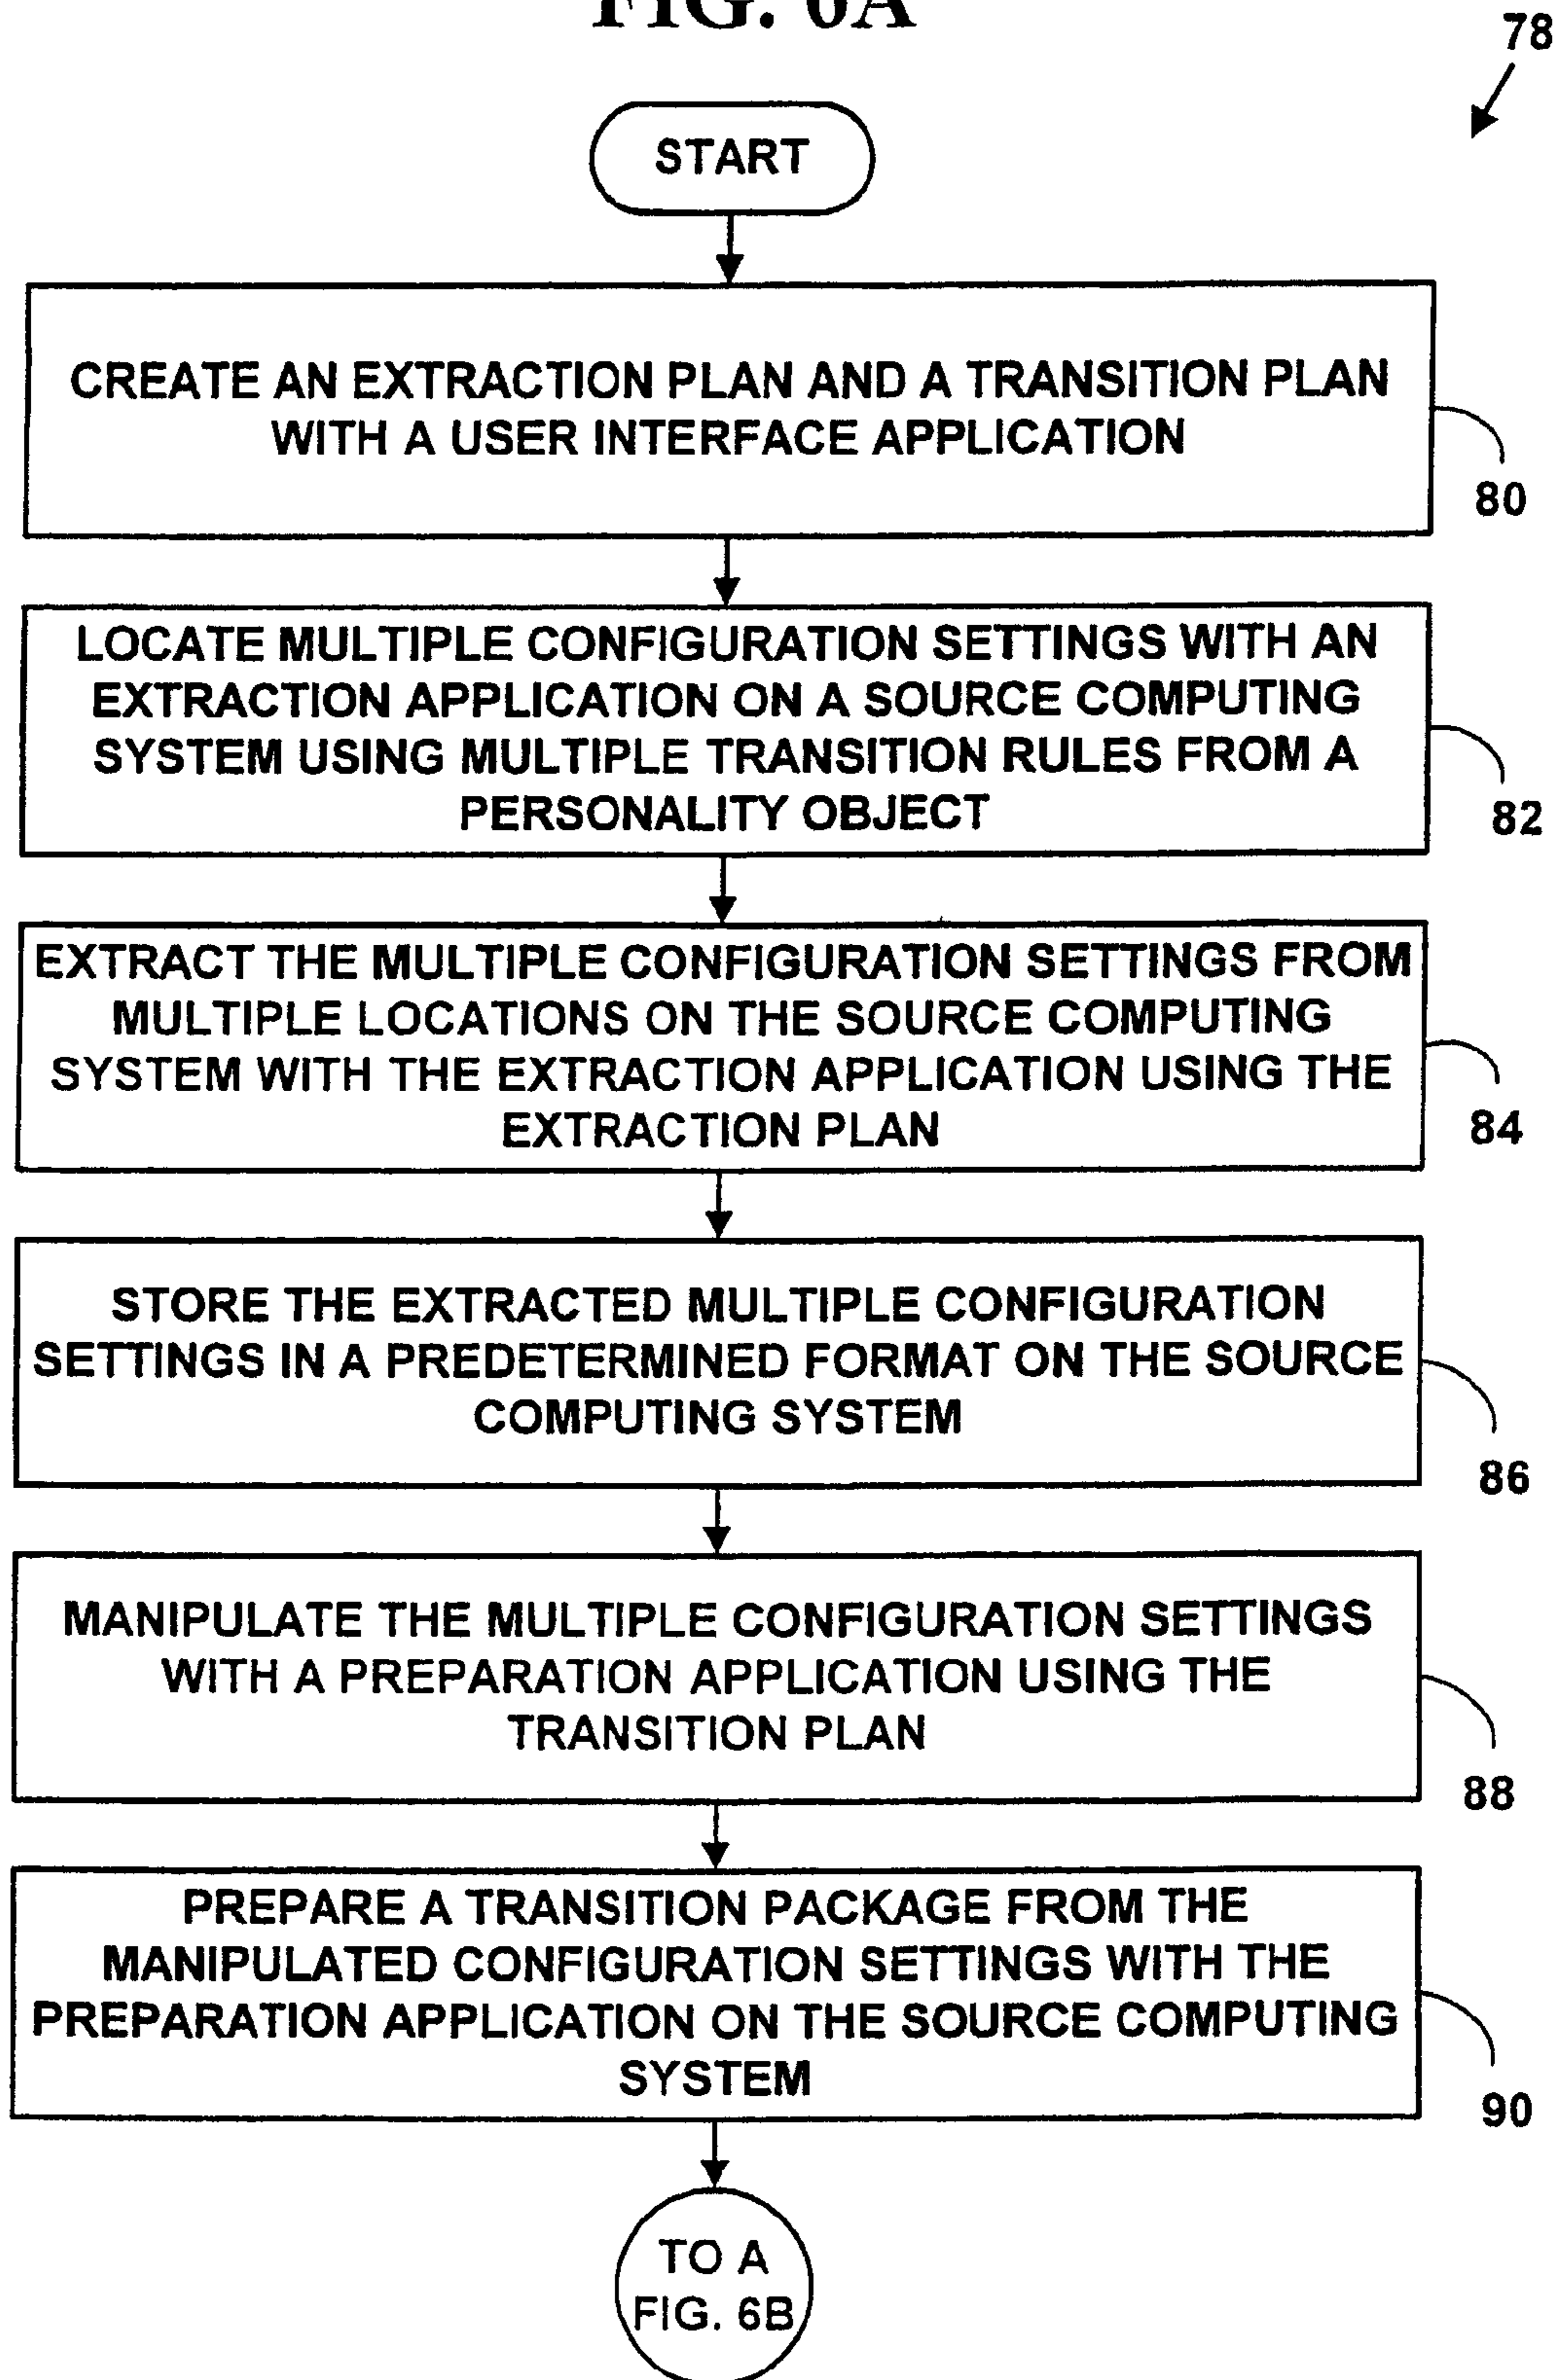 FIG. 6A
78
START
CREATE AN EXTRACTION PLAN AND A TRANSITION PLAN
WITH A USER INTERFACE APPLICATION
80
LOCATE MULTIPLE CONFIGURATION SETTINGS WITH AN
EXTRACTION APPLICATION ON A SOURCE COMPUTING
SYSTEM USING MULTIPLE TRANSITION RULES FROM A
PERSONALITY OBJECT
82
EXTRACT THE MULTIPLE CONFIGURATION SETTINGS FROM
MULTIPLE LOCATIONS ON THE SOURCE COMPUTING
SYSTEM WITH THE EXTRACTION APPLICATION USING THE
EXTRACTION PLAN
84
STORE THE EXTRACTED MULTIPLE CONFIGURATION
SETTINGS IN A PREDETERMINED FORMAT ON THE SOURCE
COMPUTING SYSTEM
86
MANIPULATE THE MULTIPLE CONFIGURATION SETTINGS
WITH A PREPARATION APPLICATION USING THE
TRANSITION PLAN
88
PREPARE A TRANSITION PACKAGE FROM THE
MANIPULATED CONFIGURATION SETTINGS WITH THE
PREPARATION APPLICATION ON THE SOURCE COMPUTING
SYSTEM
90
TO A
FIG. 6B